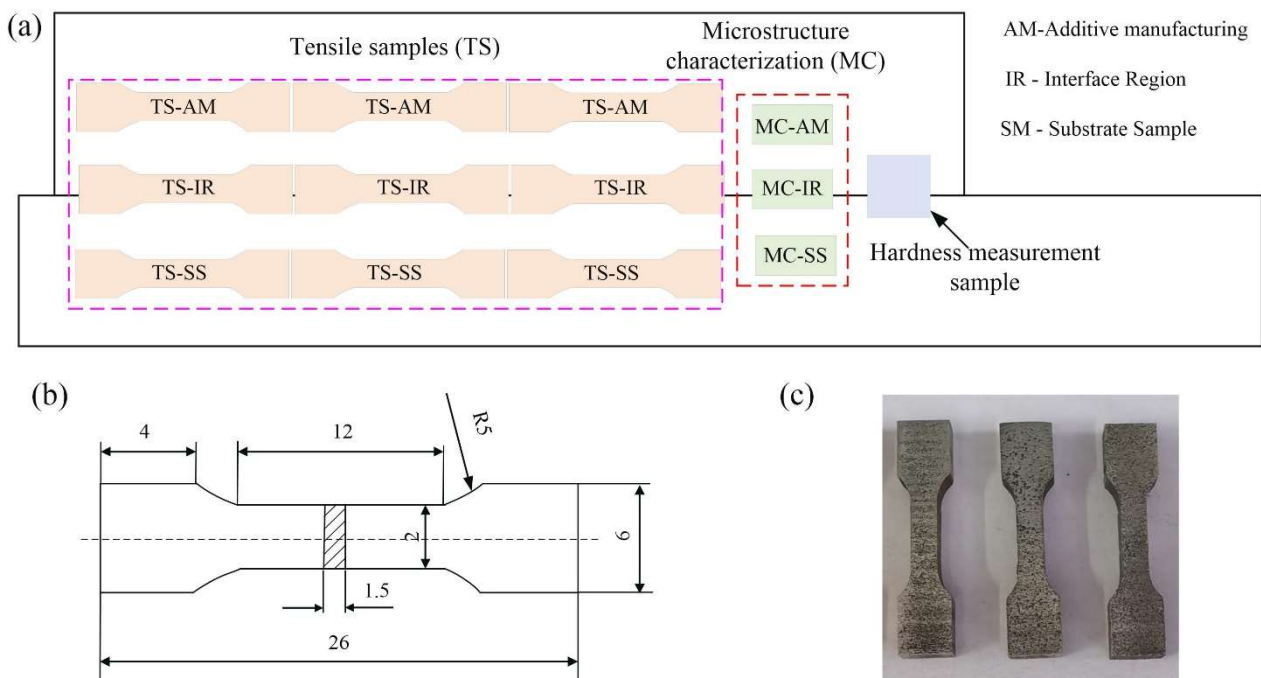 (a)
Tensile samples (TS)
Microstructure
characterization (MC)
AM-Additive manufacturing
IR - Interface Region
SM - Substrate Sample
TS-AM TS-AM TS-AM
MC-AM
TS-IR TS-IR TS-IR
MC-IR
TS-SS TS-SS TS-SS
MC-SS
Hardness measurement
sample
(b)
4
12
R5
2
6
1.5
26
(c)